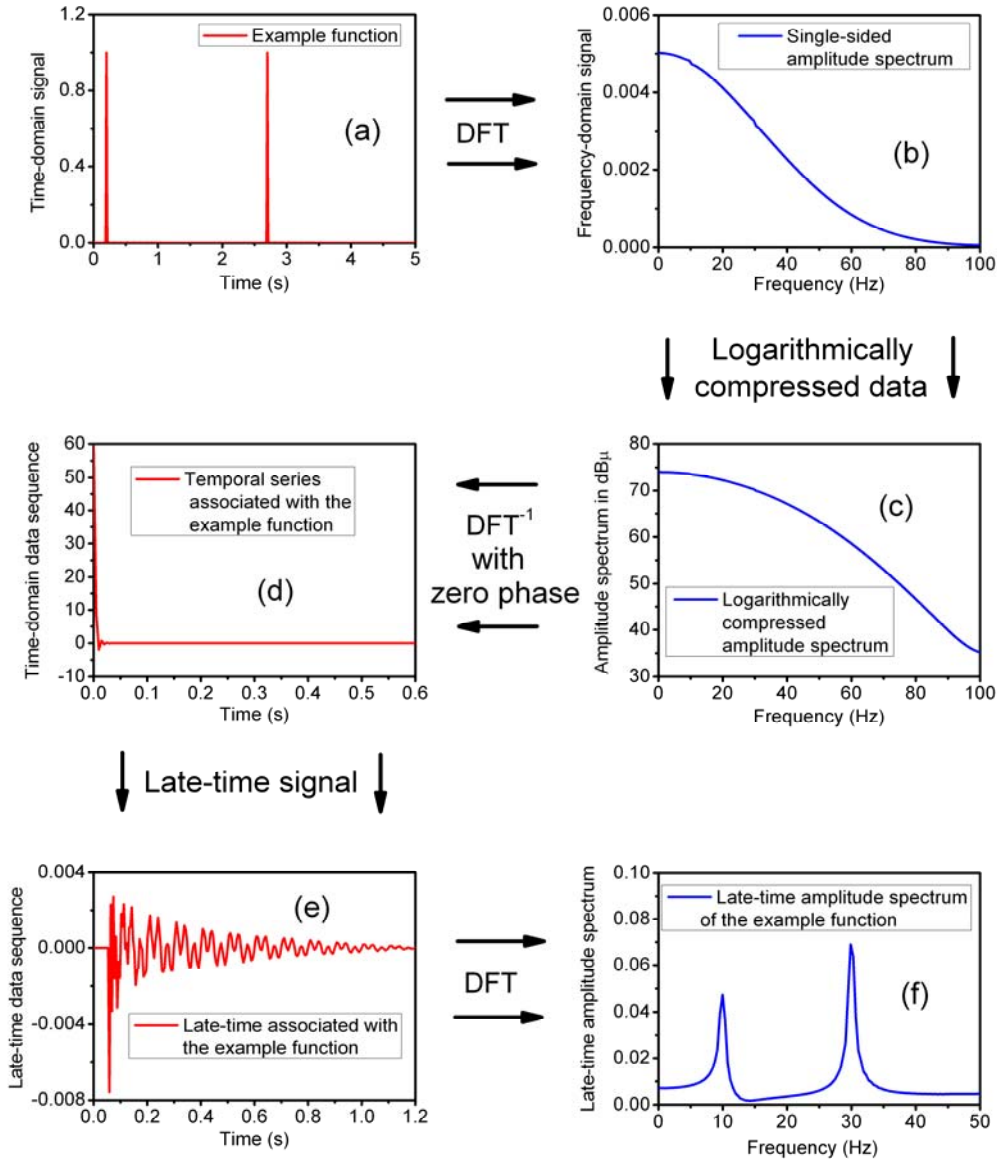 1.2
0.8
0.4
0.0
Time-domain signal
Example function
(a)
0 1 2 3 4 5
Time (s)
DFT
0.006
0.004
0.002
0.000
Frequency-domain signal
Single-sided
amplitude spectrum
(b)
0 20 40 60 80 100
Frequency (Hz)
Logarithmically
compressed data
60
50
40
30
20
10
0
-10
Time-domain data sequence
Temporal series
associated with the
example function
(d)
0.0 0.1 0.2 0.3 0.4 0.5 0.6
Time (s)
DFT-1
with
zero phase
80
70
60
50
40
30
Amplitude spectrum in dBµ
(c)
Logarithmically
compressed
amplitude spectrum
0 20 40 60 80 100
Frequency (Hz)
Late-time signal
0.004
0.000
-0.004
-0.008
Late-time data sequence
(e)
Late-time associated with
the example function
0.0 0.2 0.4 0.6 0.8 1.0 1.2
Time (s)
DFT
0.10
0.08
0.06
0.04
0.02
0.00
Late-time amplitude spectrum
Late-time amplitude spectrum
of the example function
(f)
0 10 20 30 40 50
Frequency (Hz)